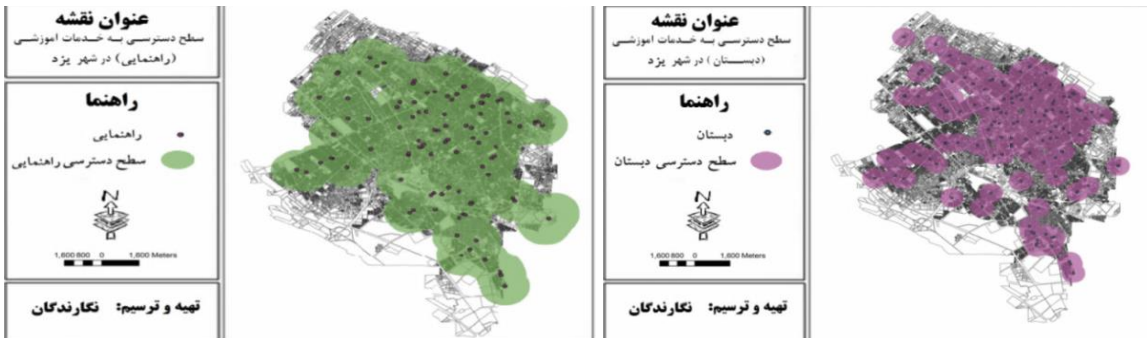 عنوان نقشه
سطح دسترسی به خدمات اموزشی
(دبستان) در شهر یزد
راهنما
دبستان
سطح دسترسی دبستان
N
1,600 800 0 1,600 Meters
تهیه و ترسیم: نگارندگان
عنوان نقشه
سطح دسترسی به خدمات اموزشی
(راهنمایی) در شهر یزد
راهنما
راهنمایی
سطح دسترسی راهنمایی
N
1,600 800 0 1,600 Meters
تهیه و ترسیم: نگارندگان